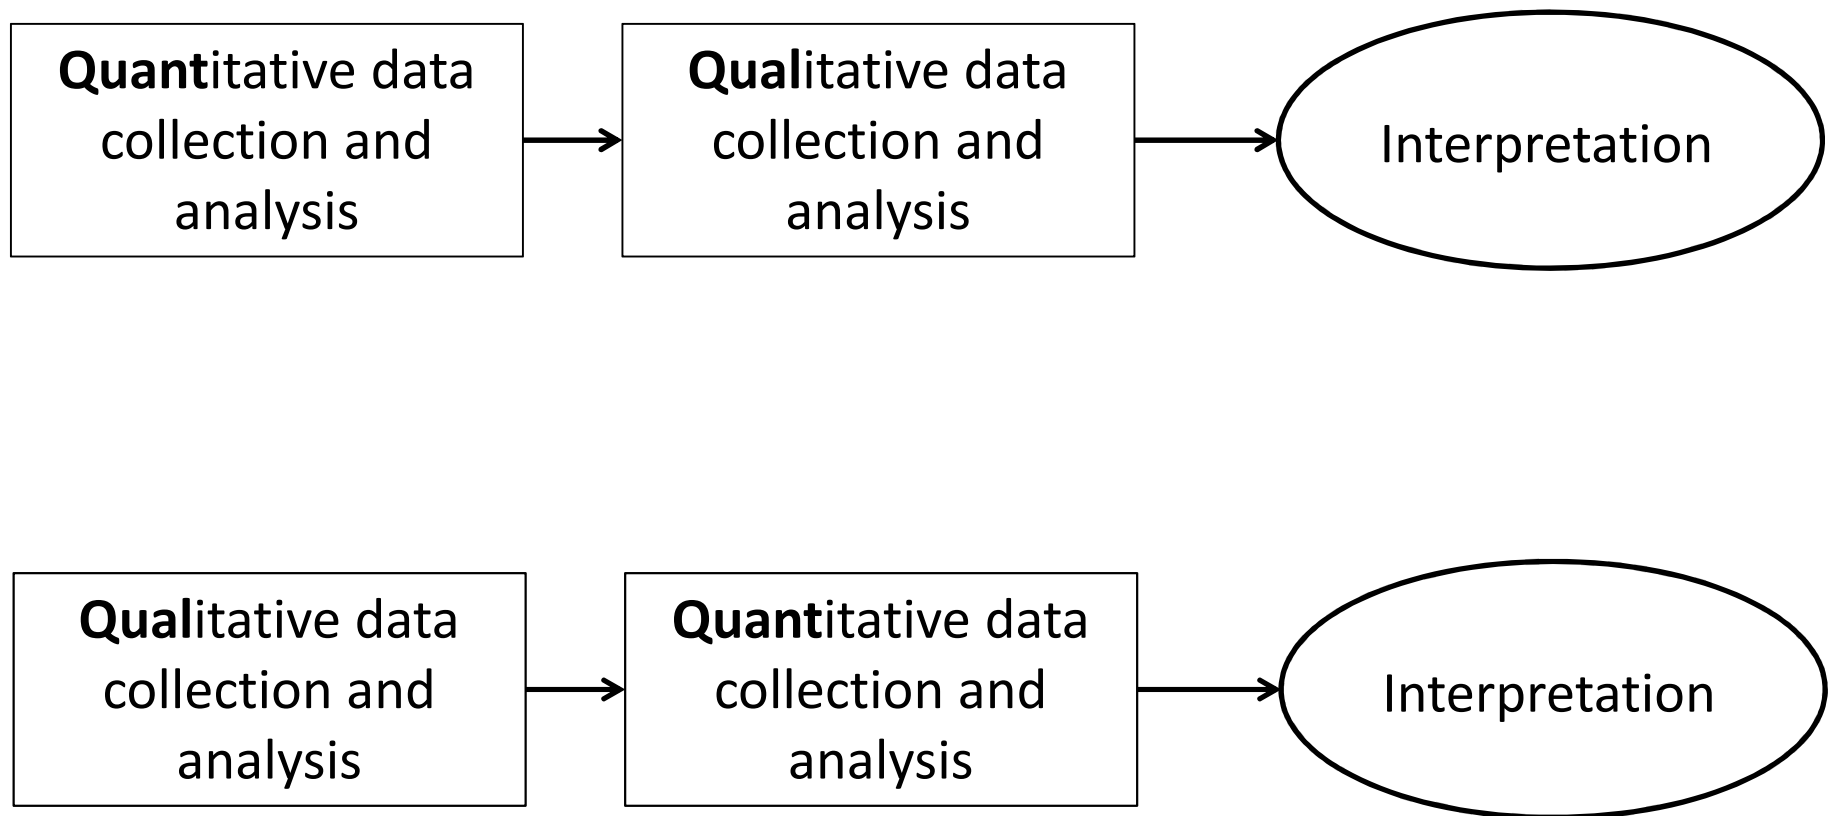 Quantitative data
collection and
analysis
Qualitative data
collection and
analysis
Interpretation
Qualitative data
collection and
analysis
Quantitative data
collection and
analysis
Interpretation